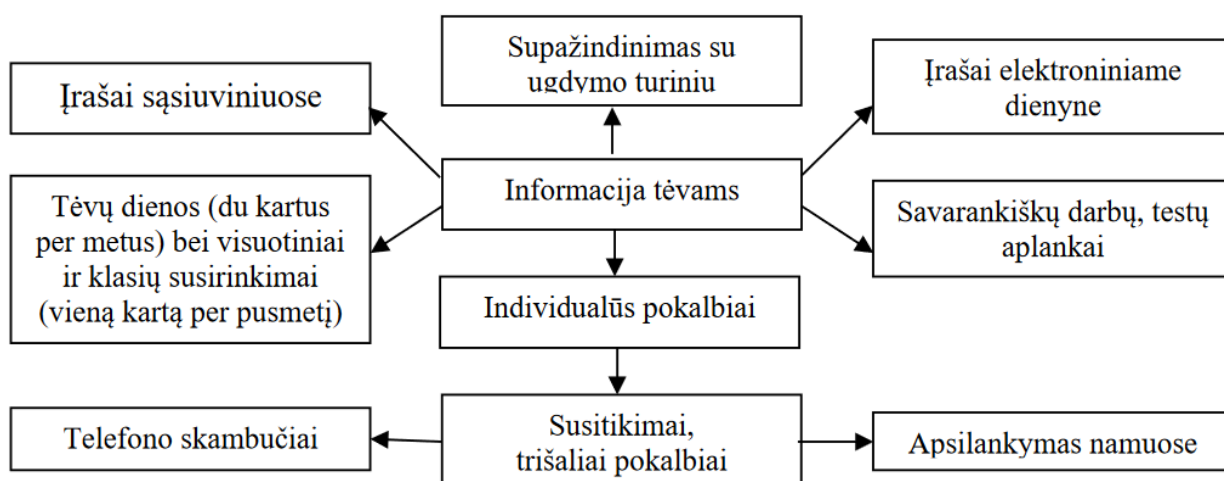 Supažindinimas su
ugdymo turiniu
Įrašai sąsiuviniuose
Įrašai elektroniniame
dienyne
Informacija tėvams
Tėvų dienos (du kartus
per metus) bei visuotiniai
ir klasių susirinkimai
(vieną kartą per pusmetį)
Savarankiškų darbų, testų
aplankai
Individualūs pokalbiai
Telefono skambučiai
Susitikimai,
trišaliai pokalbiai
Apsilankymas namuose